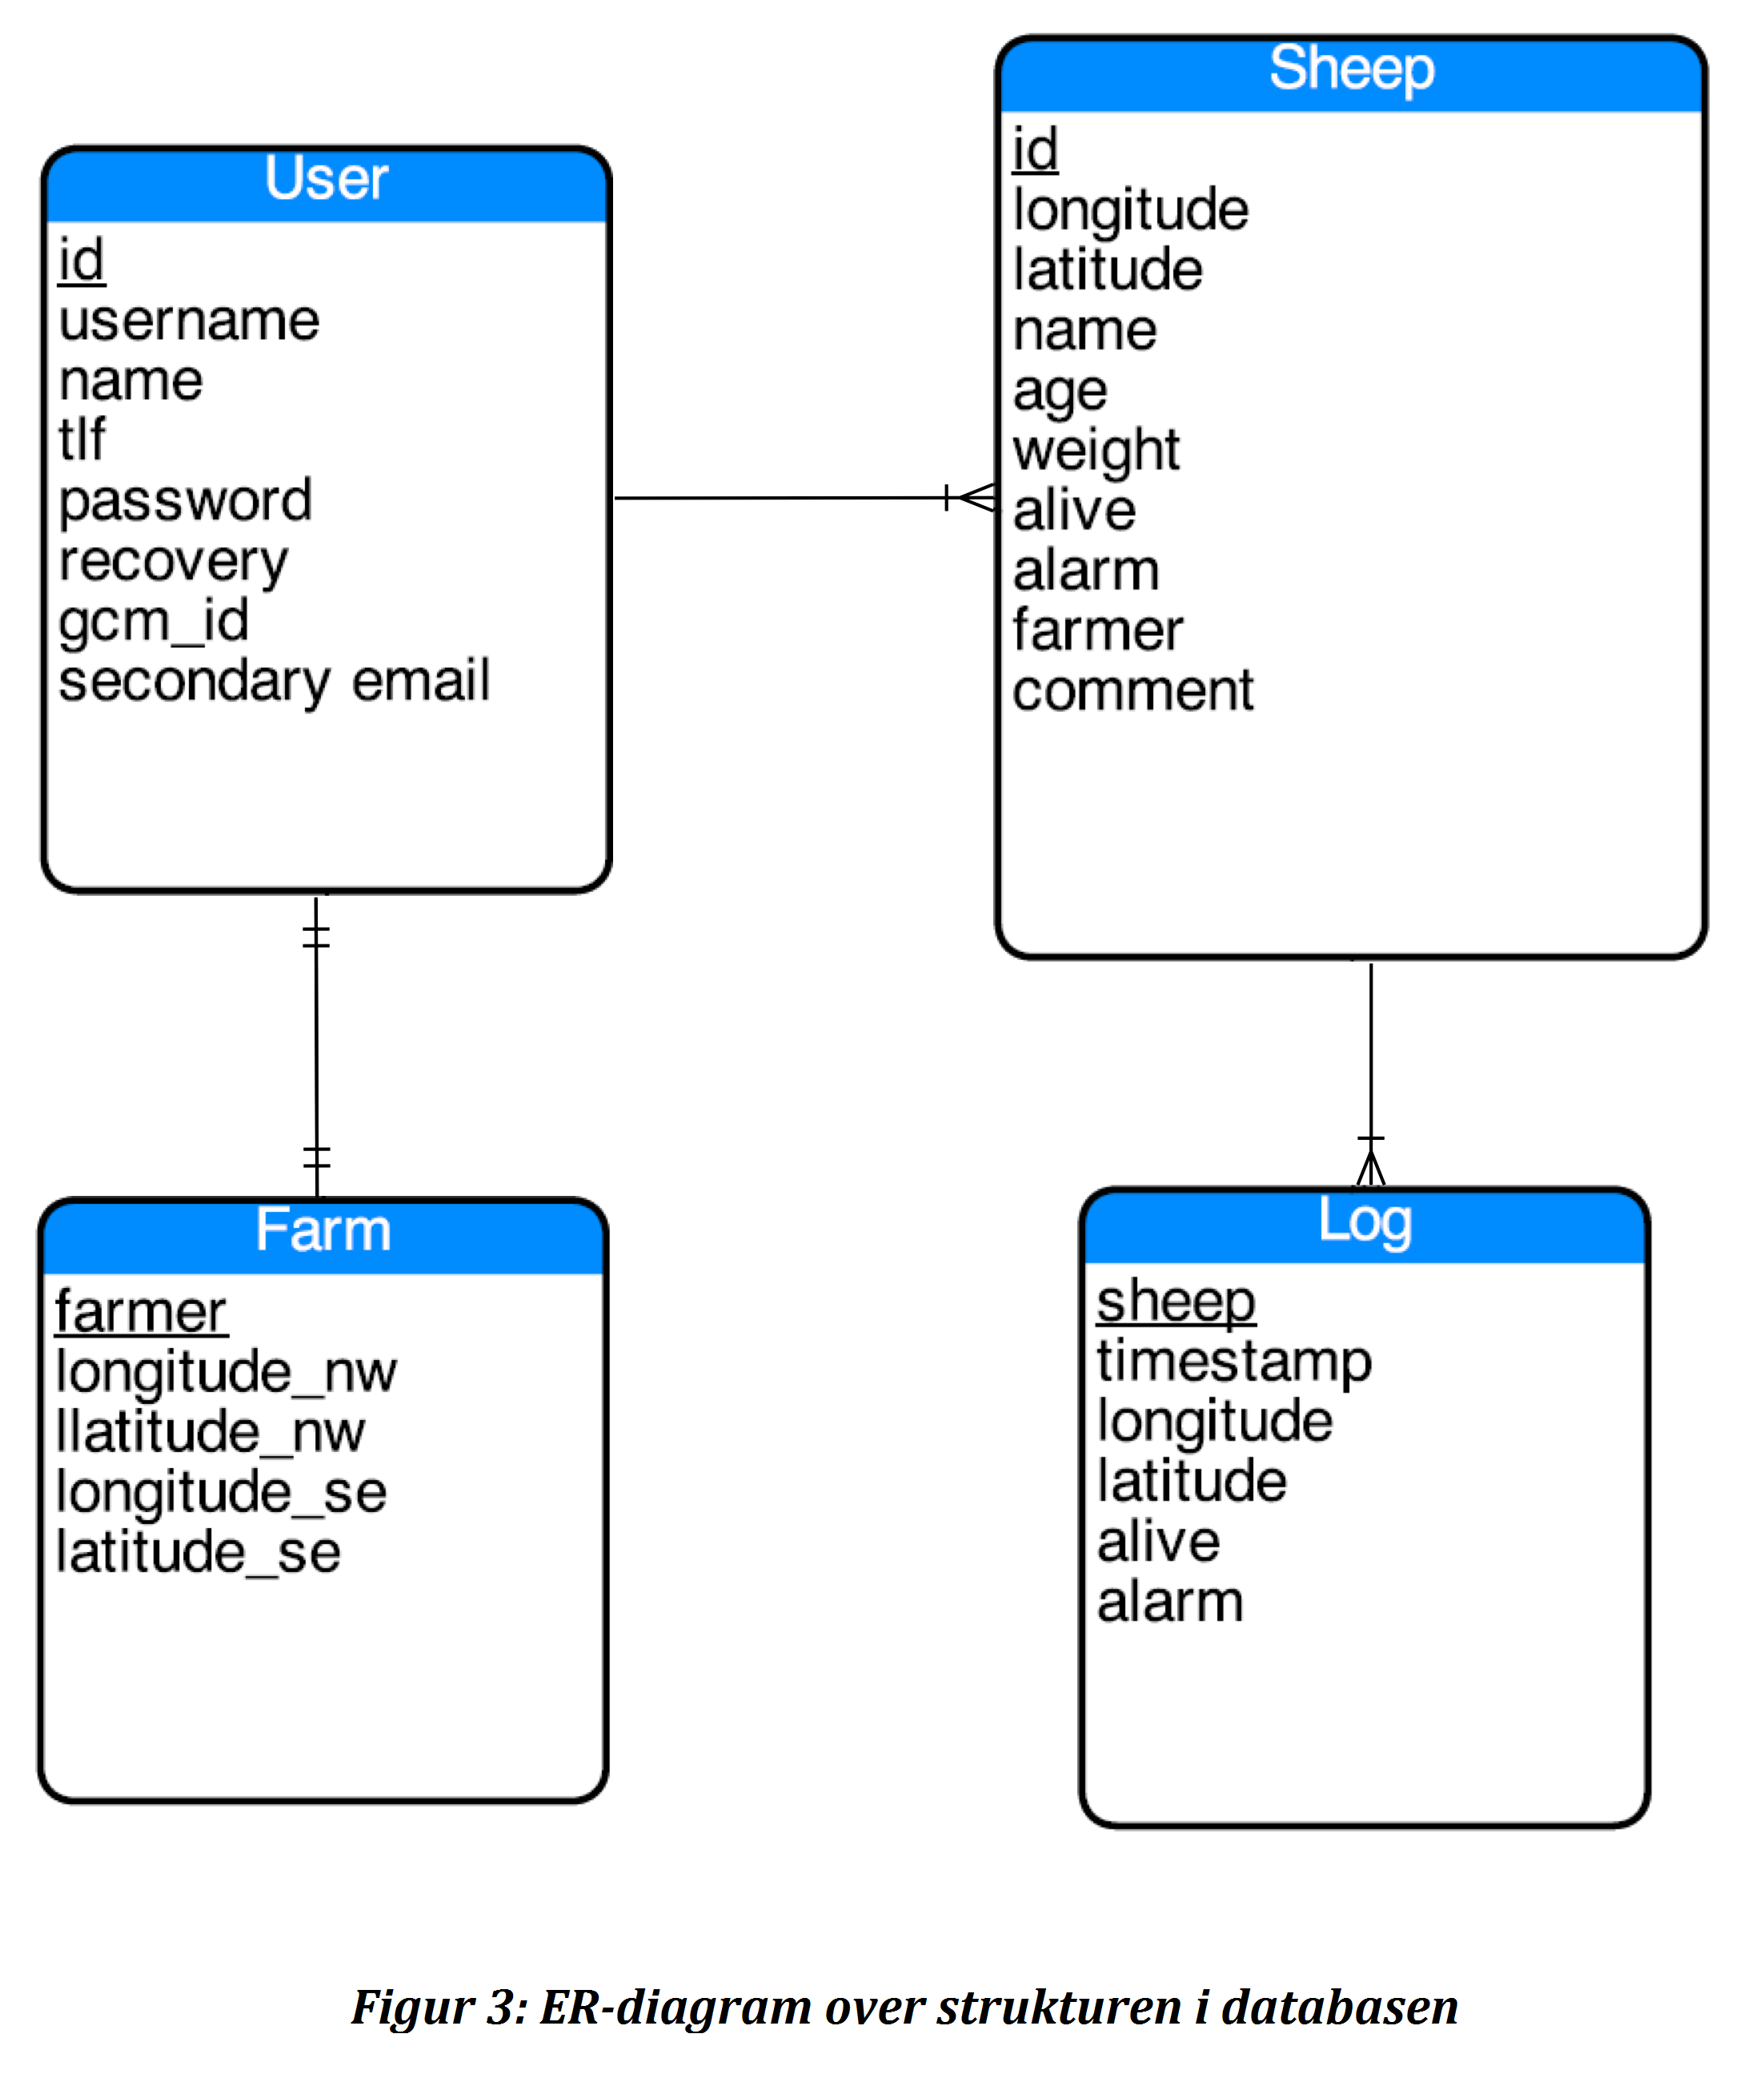 User
id
username
name
tlf
password
recovery
gcm_id
secondary email
Sheep
id
longitude
latitude
name
age
weight
alive
alarm
farmer
comment
Farm
farmer
longitude_nw
llatitude_nw
longitude_se
latitude_se
Log
sheep
timestamp
longitude
latitude
alive
alarm
Figur 3: ER-diagram over strukturen i databasen